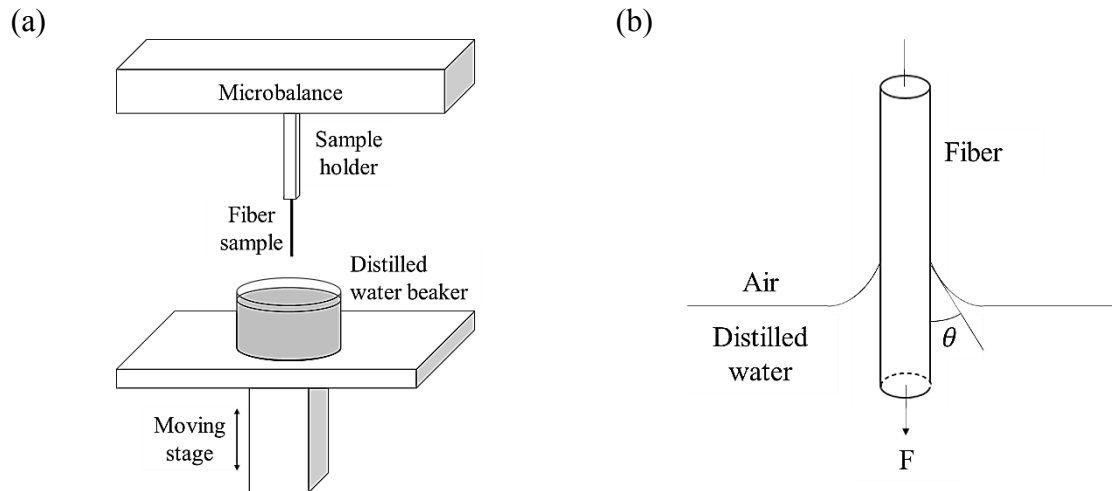 (a)
Microbalance
Sample
holder
Fiber
sample
Distilled
water beaker
Moving
stage
(b)
Fiber
Air
Distilled
water
θ
F